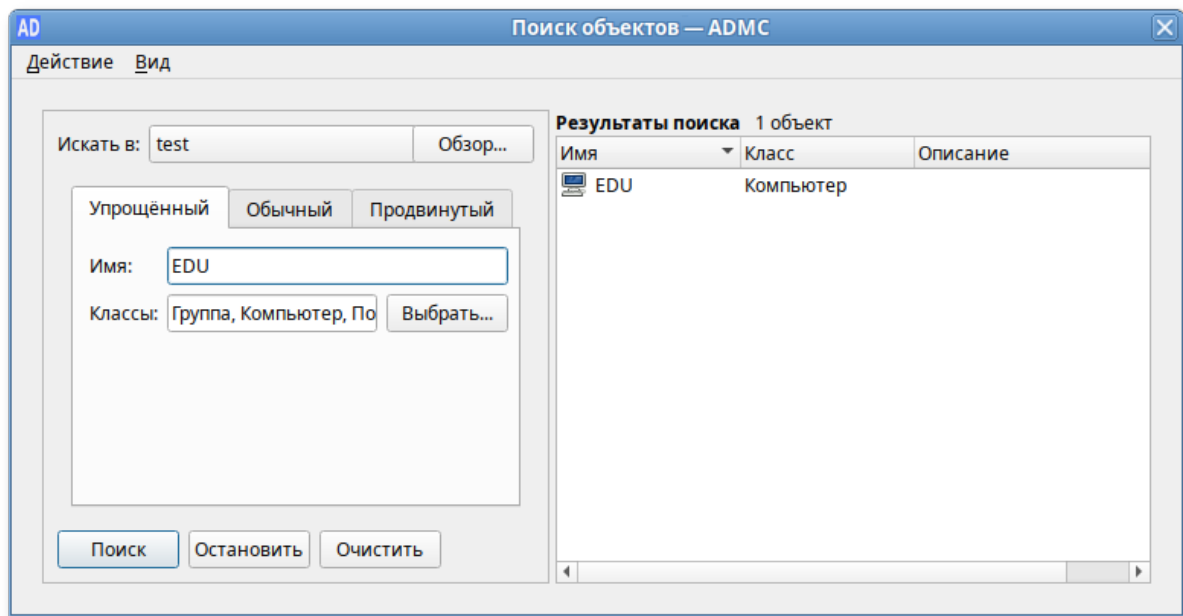 AD Поиск объектов — ADMC
Действие Вид
Искать в: test Обзор...
Упрощённый Обычный Продвинутый
Имя: EDU
Классы: Группа, Компьютер, По Выбрать...
Поиск Остановить Очистить
Результаты поиска 1 объект
Имя Класс Описание
EDU Компьютер